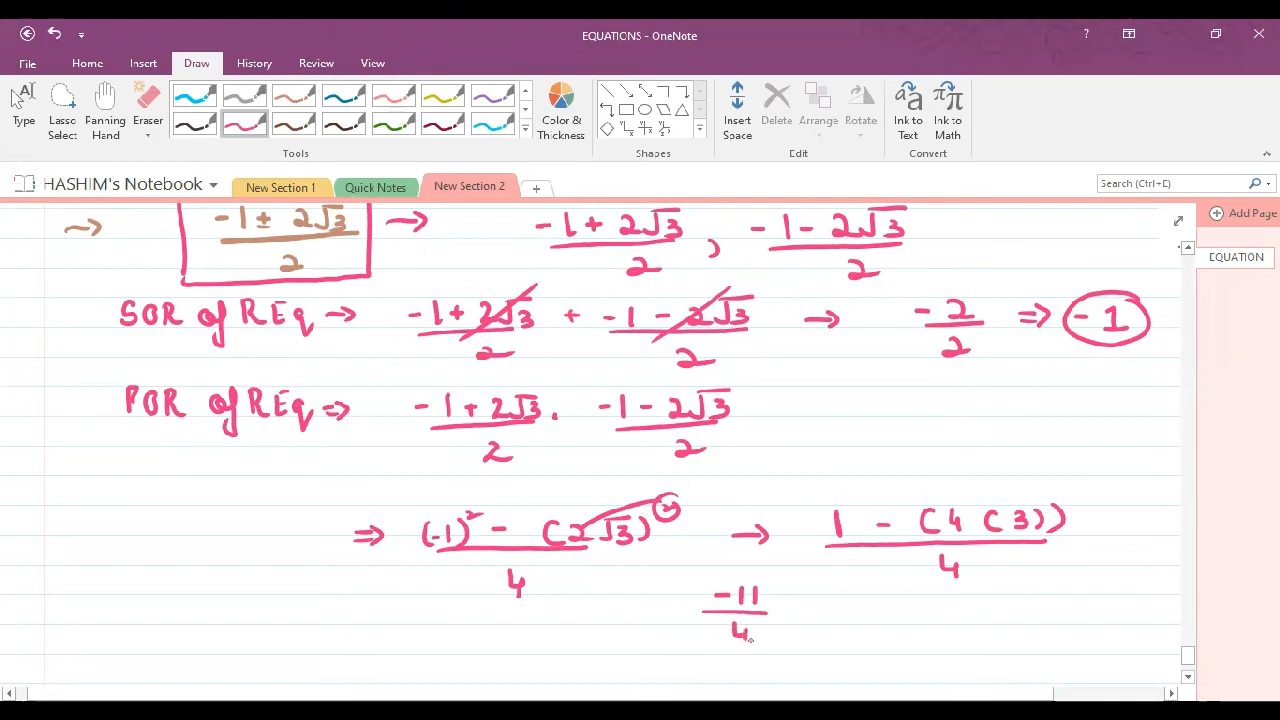 EQUATIONS - OneNote
?
File Home Insert Draw History Review View
Type Lasso Select Panning Hand Eraser Color & Thickness Insert Space Delete Arrange Rotate Ink to Text Ink to Math
Tools Shapes Edit Convert
HASHIM's Notebook New Section 1 Quick Notes New Section 2 + Search (Ctrl+E)
Add Page
EQUATION
⇝ (-1 ± 2√3)/2 → (-1 + 2√3)/2 , (-1 - 2√3)/2
SOR of REq → (-1 + 2√3)/2 + (-1 - 2√3)/2 → -2/2 ⇒ -1
POR of REq ⇒ (-1 + 2√3)/2 . (-1 - 2√3)/2
⇒ ((-1)² - (2√3)²)/4 → (1 - (4(3)))/4
-11/4